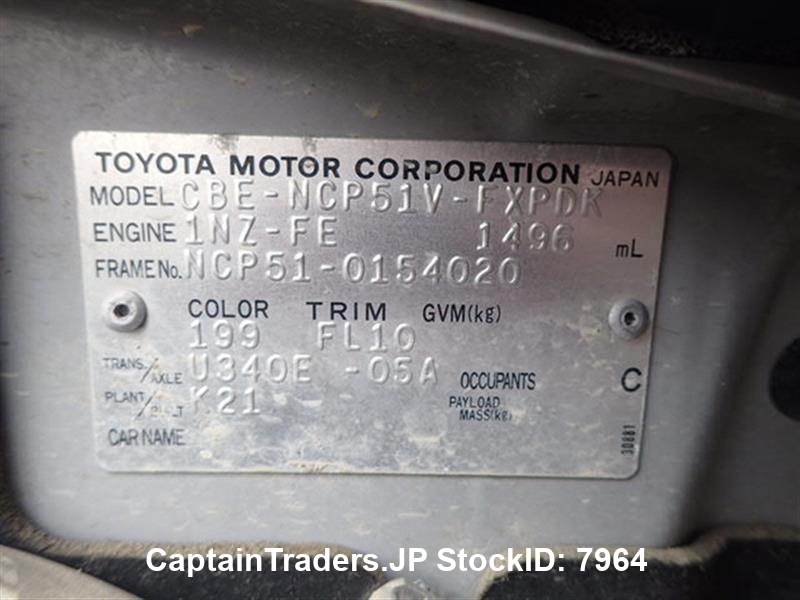 TOYOTA MOTOR CORPORATION JAPAN
MODEL CBE-NCP51V-FXPDK
ENGINE 1NZ-FE 1496 mL
FRAME No. NCP51-0154020
COLOR TRIM GVM(kg)
199 FL10
TRANS./AXLE U340E -05A OCCUPANTS C
PLANT/BUILT K21 PAYLOAD MASS(kg)
CAR NAME
30881
CaptainTraders.JP StockID: 7964